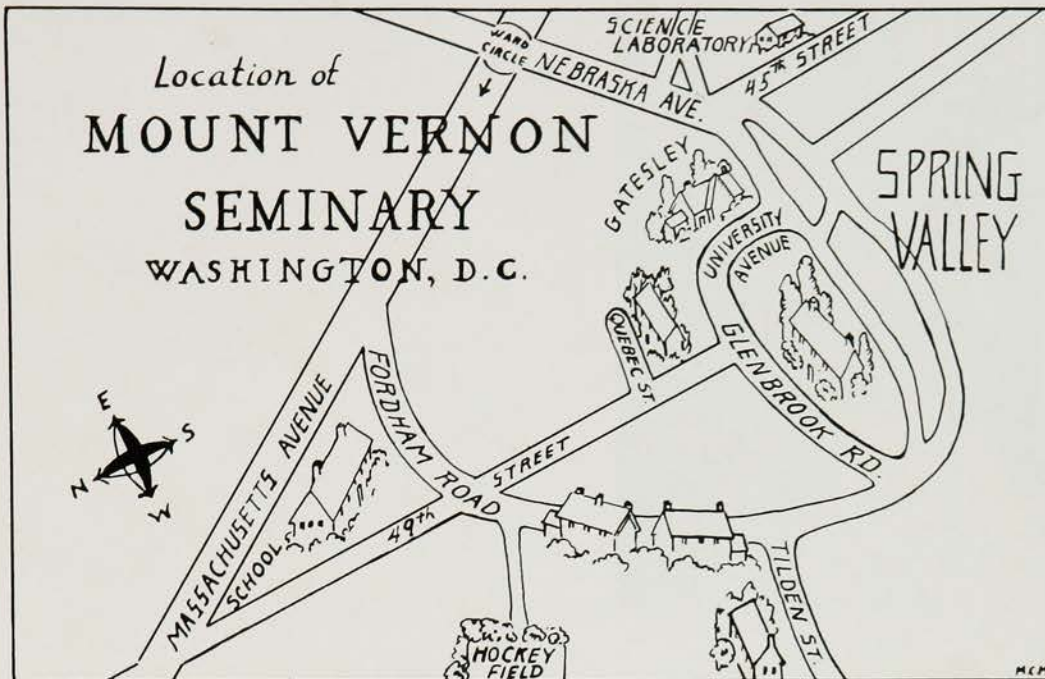 Location of
MOUNT VERNON
SEMINARY
WASHINGTON, D.C.
WARD
CIRCLE
NEBRASKA AVE.
SCIENCE
LABORATORY
45TH STREET
SPRING
VALLEY
GATESLEY
UNIVERSITY
AVENUE
QUEBEC ST.
GLENBROOK RD.
FORDHAM ROAD
MASSACHUSETTS AVENUE
SCHOOL
49th STREET
TILDEN ST.
HOCKEY
FIELD
E
S
N
W
MCM